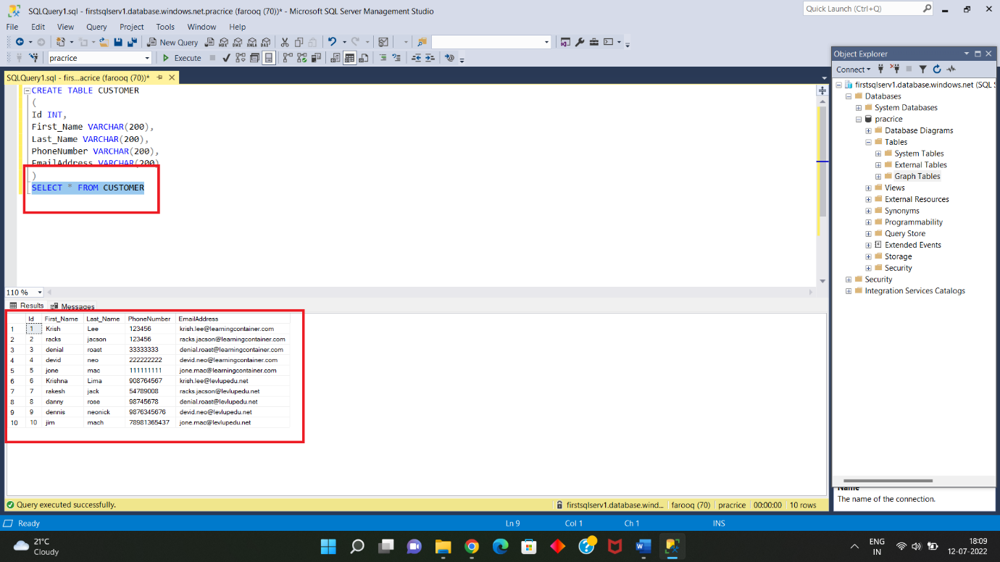 SQLQuery1.sql - firstsqlserv1.database.windows.net.pracrice (farooq (70))* - Microsoft SQL Server Management Studio
Quick Launch (Ctrl+Q)
File Edit View Query Project Tools Window Help
New Query
pracrice Execute
SQLQuery1.sql - firs...acrice (farooq (70))*
CREATE TABLE CUSTOMER
(
Id INT,
First_Name VARCHAR(200),
Last_Name VARCHAR(200),
PhoneNumber VARCHAR(200),
EmailAddress VARCHAR(200)
)
SELECT * FROM CUSTOMER
110 %
Results Messages
Id First_Name Last_Name PhoneNumber EmailAddress
1 1 Krish Lee 123456 krish.lee@learningcontainer.com
2 2 racks jacson 123456 racks.jacson@learningcontainer.com
3 3 denial roast 33333333 denial.roast@learningcontainer.com
4 4 devid neo 222222222 devid.neo@learningcontainer.com
5 5 jone mac 111111111 jone.mac@learningcontainer.com
6 6 Krishna Lima 908764567 krish.lee@levlupedu.net
7 7 rakesh jack 54789008 racks.jacson@levlupedu.net
8 8 danny rose 98745678 denial.roast@levlupedu.net
9 9 dennis neonick 9876345676 devid.neo@levlupedu.net
10 10 jim mach 78981365437 jone.mac@levlupedu.net
Query executed successfully.
firstsqlserv1.database.wind... farooq (70) pracrice 00:00:00 10 rows
Object Explorer
Connect
firstsqlserv1.database.windows.net (SQL S
Databases
System Databases
pracrice
Database Diagrams
Tables
System Tables
External Tables
Graph Tables
Views
External Resources
Synonyms
Programmability
Query Store
Extended Events
Storage
Security
Security
Integration Services Catalogs
Name
The name of the connection.
Ready Ln 9 Col 1 Ch 1 INS
21°C
Cloudy
ENG
IN
18:09
12-07-2022